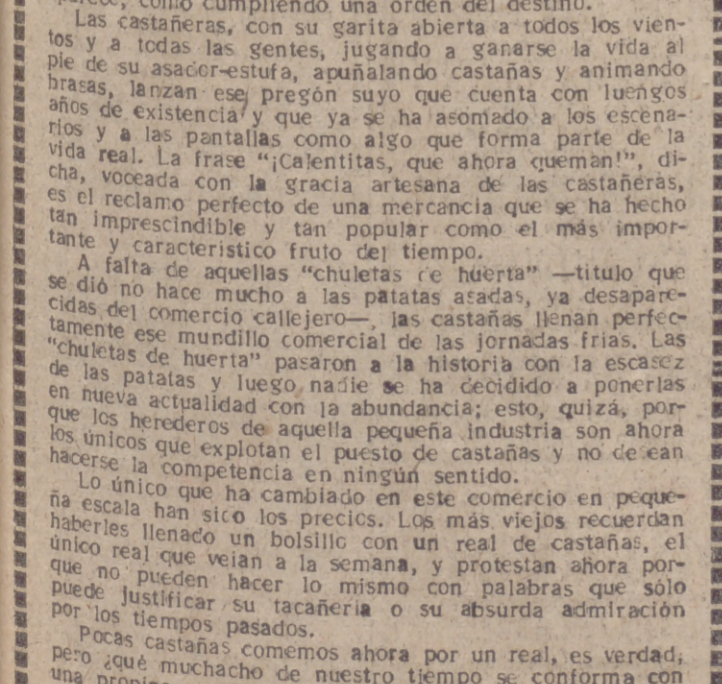 como cumpliendo una orden del destino.
Las castañeras, con su garita abierta a todos los vien-
tos y a todas las gentes, jugando a ganarse la vida al
pie de su asador-estufa, apuñalando castañas y animando
brasas, lanzan ese pregón suyo que cuenta con luengos
años de existencia y que ya se ha asomado a los escena-
rios y a las pantallas como algo que forma parte de la
vida real. La frase "¡Calentitas, que ahora queman!", di-
cha, voceada con la gracia artesana de las castañeras,
es el reclamo perfecto de una mercancia que se ha hecho
tan imprescindible y tan popular como el más impor-
tante y caracteristico fruto del tiempo.
A falta de aquellas "chuletas de huerta" —titulo que
se dió no hace mucho a las patatas asadas, ya desapare-
cidas del comercio callejero—, las castañas llenan perfec-
tamente ese mundillo comercial de las jornadas frias. Las
"chuletas de huerta" pasaron a la historia con la escasez
de las patatas y luego nadie se ha decidido a ponerlas
en nueva actualidad con la abundancia; esto, quizá, por-
que los herederos de aquella pequeña industria son ahora
los únicos que explotan el puesto de castañas y no desean
hacerse la competencia en ningún sentido.
Lo único que ha cambiado en este comercio en peque-
ña escala han sido los precios. Los más viejos recuerdan
haberles llenado un bolsillo con un real de castañas, el
único real que veian a la semana, y protestan ahora por-
que no pueden hacer lo mismo con palabras que sólo
puede justificar su tacañeria o su absurda admiración
por los tiempos pasados.
Pocas castañas comemos ahora por un real, es verdad;
pero ¿qué muchacho de nuestro tiempo se conforma con
una